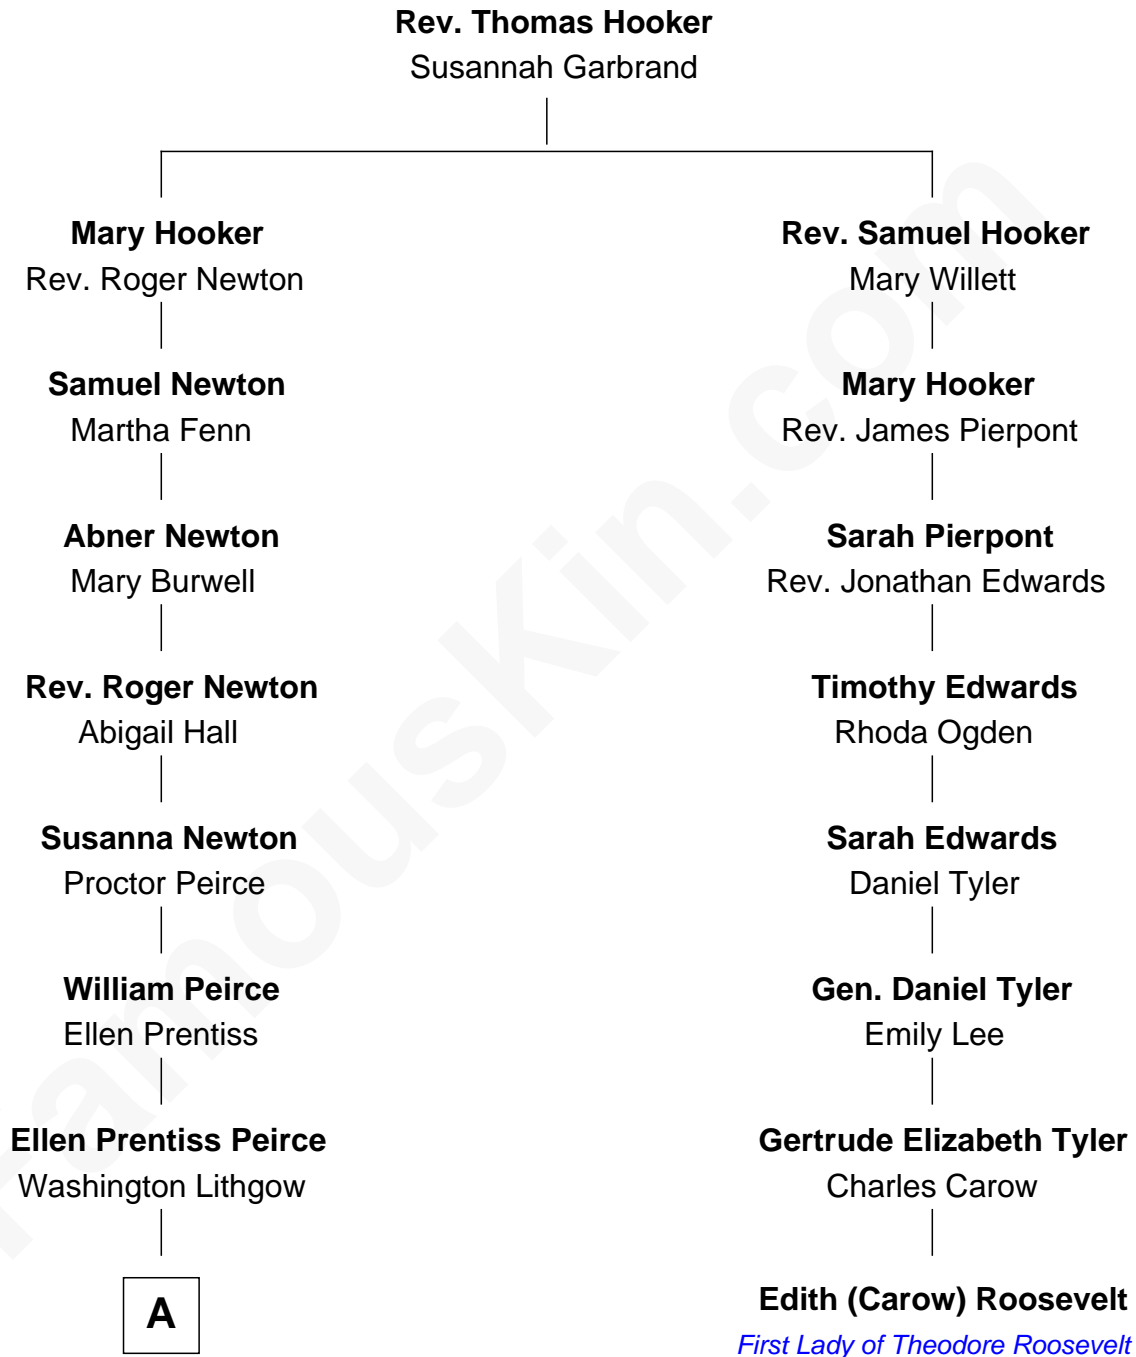 Rev. Thomas Hooker
Susannah Garbrand
Mary Hooker
Rev. Roger Newton
Samuel Newton
Martha Fenn
Abner Newton
Mary Burwell
Rev. Roger Newton
Abigail Hall
Susanna Newton
Proctor Peirce
William Peirce
Ellen Prentiss
Ellen Prentiss Peirce
Washington Lithgow
A
Rev. Samuel Hooker
Mary Willett
Mary Hooker
Rev. James Pierpont
Sarah Pierpont
Rev. Jonathan Edwards
Timothy Edwards
Rhoda Ogden
Sarah Edwards
Daniel Tyler
Gen. Daniel Tyler
Emily Lee
Gertrude Elizabeth Tyler
Charles Carow
Edith (Carow) Roosevelt
First Lady of Theodore Roosevelt
FamousKin.com